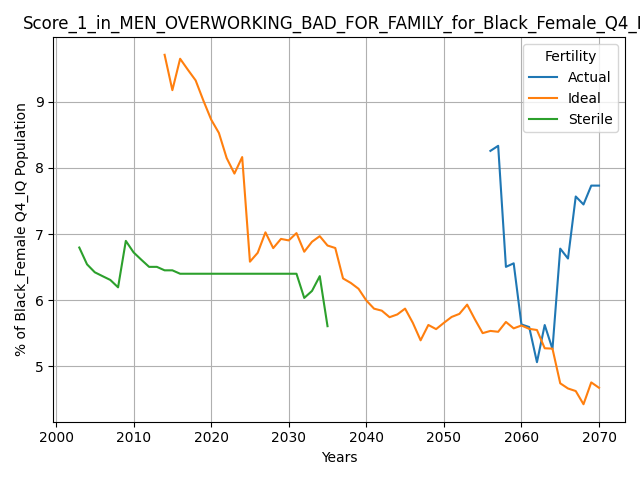 Score_1_in_MEN_OVERWORKING_BAD_FOR_FAMILY_for_Black_Female_Q4_I
Fertility
Actual
Ideal
Sterile
% of Black_Female Q4_IQ Population
9
8
7
6
5
2000 2010 2020 2030 2040 2050 2060 2070
Years